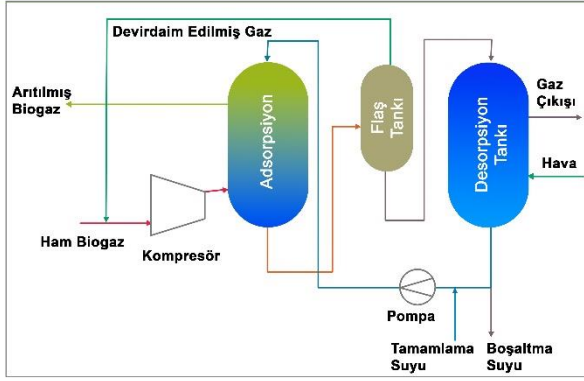 Devirdaim Edilmiş Gaz
Arıtılmış
Biogaz
Adsorpsiyon
Flaş
Tankı
Desorpsiyon
Tankı
Gaz
Çıkışı
Hava
Ham Biogaz
Kompresör
Pompa
Tamamlama
Suyu
Boşaltma
Suyu